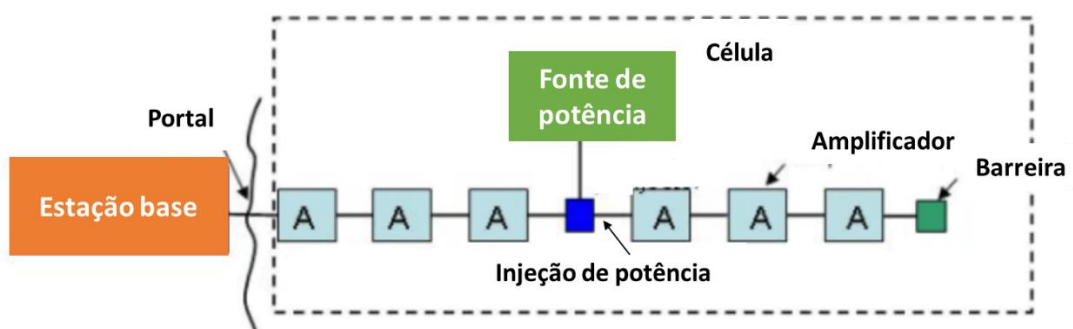 Célula
Fonte de
potência
Portal
Amplificador
Barreira
Estação base
A
A
A
A
A
A
Injeção de potência